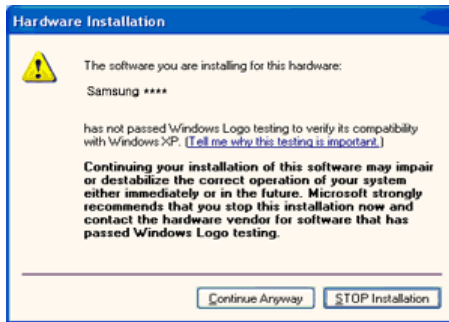 Hardware Installation
The software you are installing for this hardware:
Samsung ****
has not passed Windows Logo testing to verify its compatibility
with Windows XP. (Tell me why this testing is important.)
Continuing your installation of this software may impair
or destabilize the correct operation of your system
either immediately or in the future. Microsoft strongly
recommends that you stop this installation now and
contact the hardware vendor for software that has
passed Windows Logo testing.
Continue Anyway STOP Installation